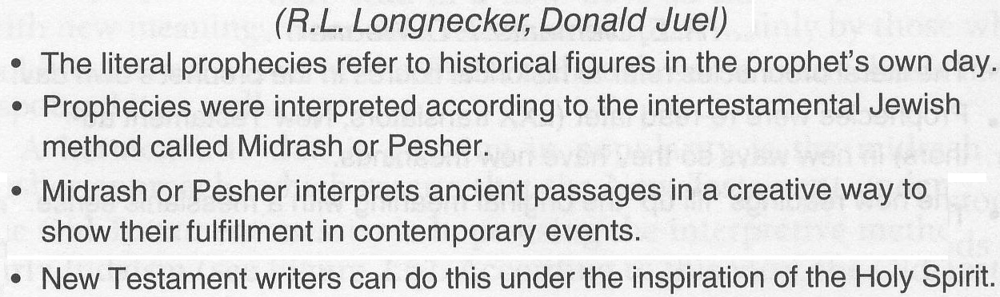 (R.L. Longnecker, Donald Juel)
• The literal prophecies refer to historical figures in the prophet's own day.
• Prophecies were interpreted according to the intertestamental Jewish
method called Midrash or Pesher.
• Midrash or Pesher interprets ancient passages in a creative way to
show their fulfillment in contemporary events.
• New Testament writers can do this under the inspiration of the Holy Spirit.